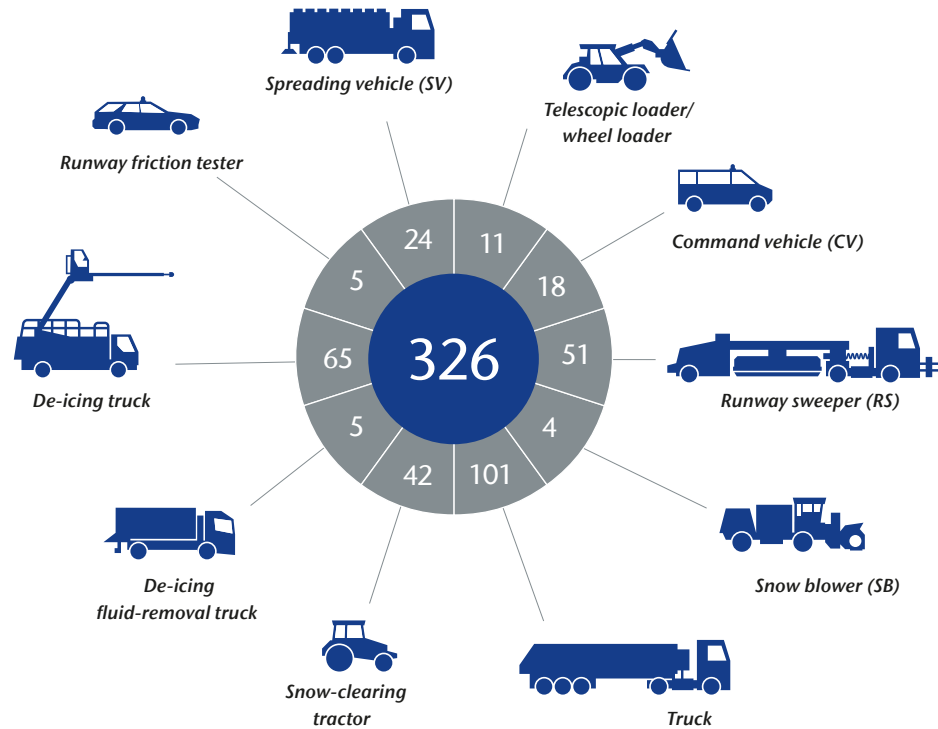 Spreading vehicle (SV)
Telescopic loader/
wheel loader
Runway friction tester
Command vehicle (CV)
24
11
5
18
65
326
51
De-icing truck
Runway sweeper (RS)
5
4
42
101
De-icing
fluid-removal truck
Snow blower (SB)
Snow-clearing
tractor
Truck